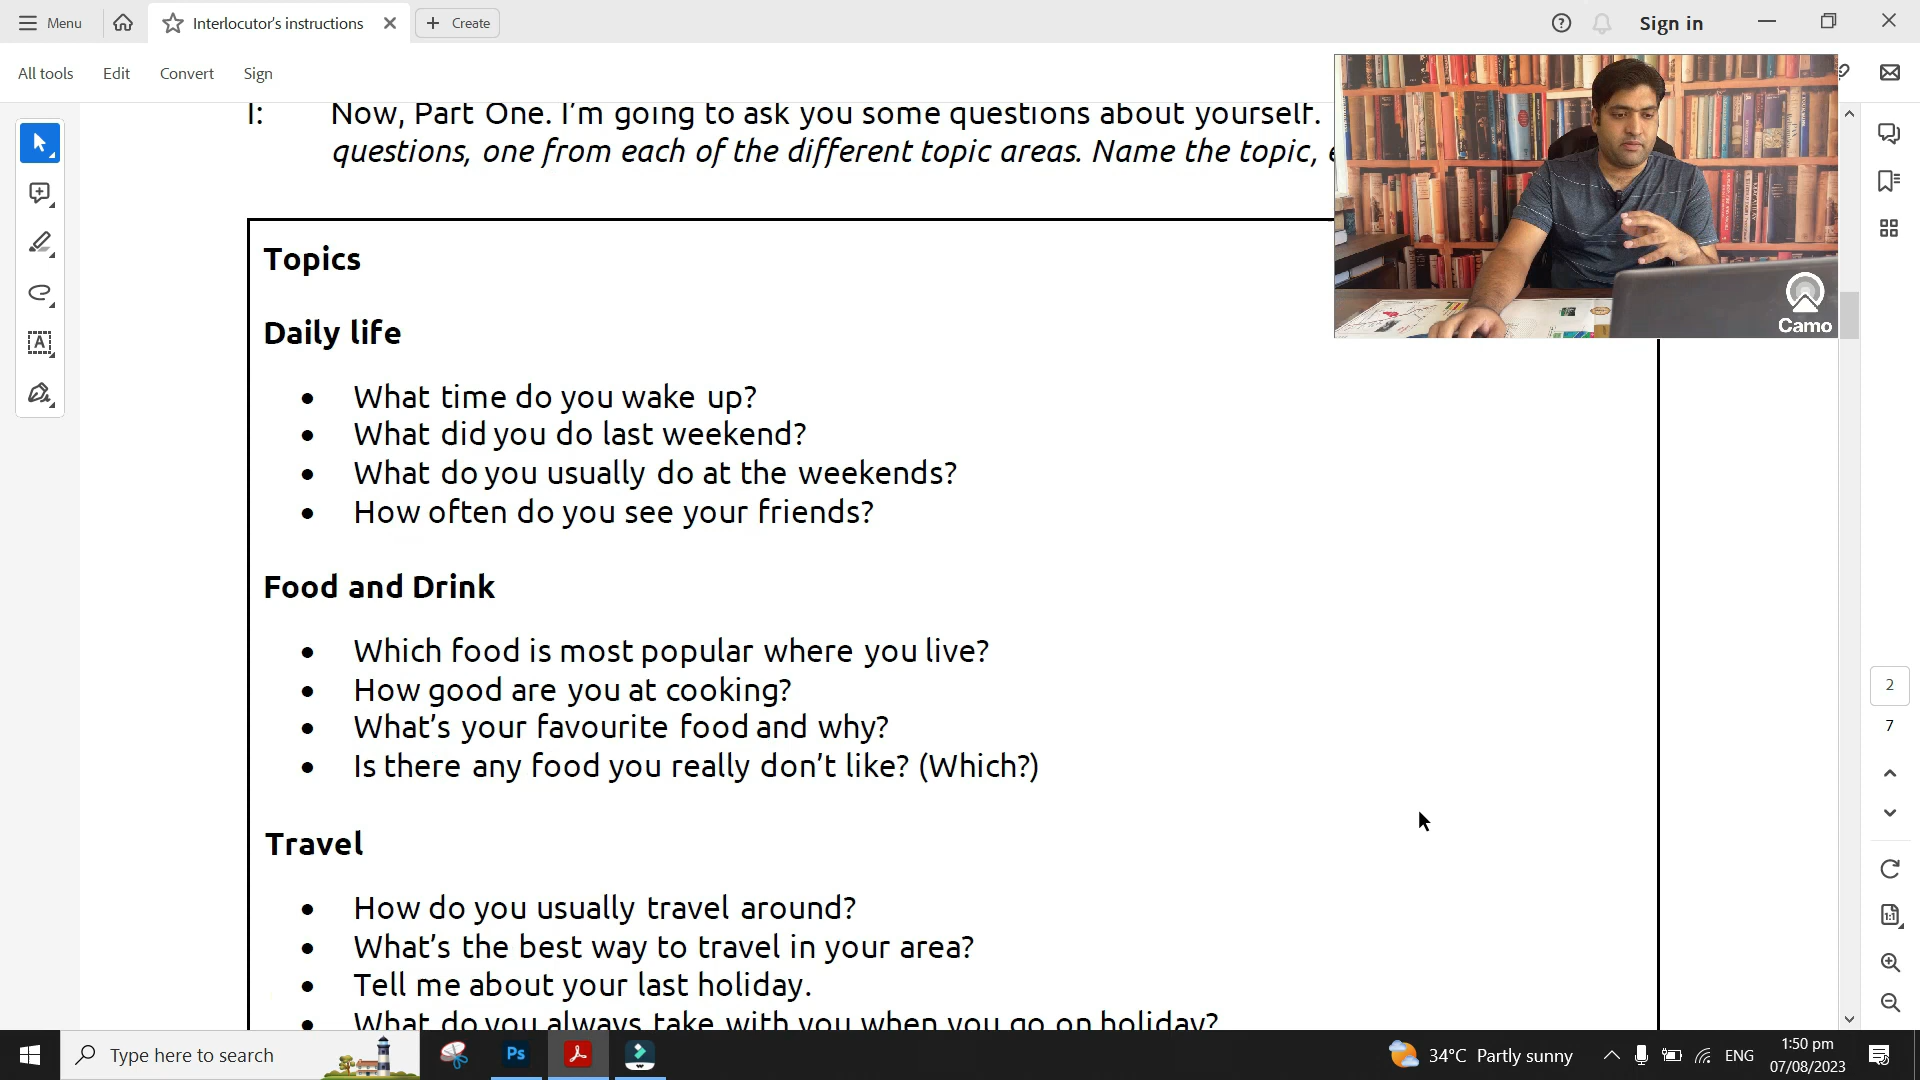 Menu
Interlocutor's instructions
Create
Sign in
All tools
Edit
Convert
Sign
I: Now, Part One. I'm going to ask you some questions about yourself.
questions, one from each of the different topic areas. Name the topic,
Topics
Daily life
• What time do you wake up?
• What did you do last weekend?
• What do you usually do at the weekends?
• How often do you see your friends?
Food and Drink
• Which food is most popular where you live?
• How good are you at cooking?
• What's your favourite food and why?
• Is there any food you really don't like? (Which?)
Travel
• How do you usually travel around?
• What's the best way to travel in your area?
• Tell me about your last holiday.
• What do you always take with you when you go on holiday?
Camo
2
7
Type here to search
Ps
34°C Partly sunny
ENG
1:50 pm
07/08/2023